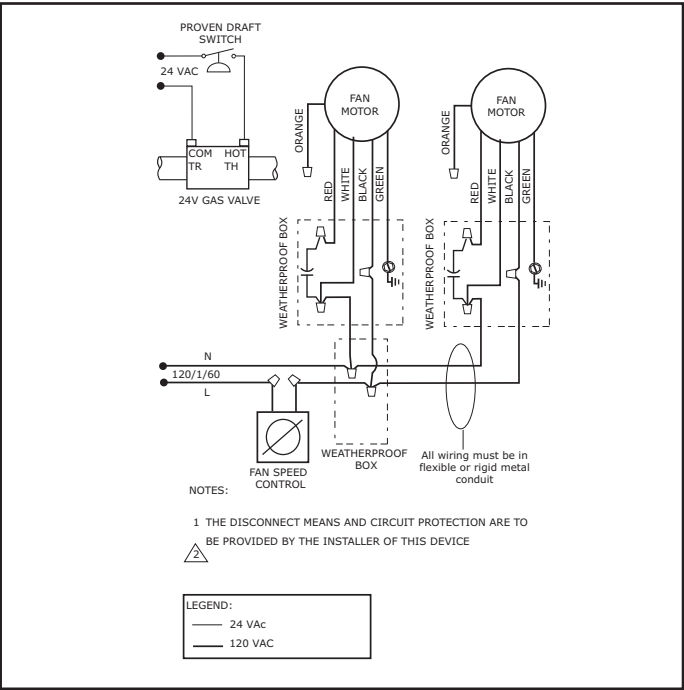 PROVEN DRAFT
SWITCH
24 VAC
COM
HOT
TR
TH
24V GAS VALVE
FAN
MOTOR
ORANGE
RED
WHITE
BLACK
GREEN
WEATHERPROOF BOX
FAN
MOTOR
ORANGE
RED
WHITE
BLACK
GREEN
WEATHERPROOF BOX
N
120/1/60
L
FAN SPEED
CONTROL
WEATHERPROOF
BOX
All wiring must be in
flexible or rigid metal
conduit
NOTES:
1 THE DISCONNECT MEANS AND CIRCUIT PROTECTION ARE TO
BE PROVIDED BY THE INSTALLER OF THIS DEVICE
2
LEGEND:
24 VAc
120 VAC